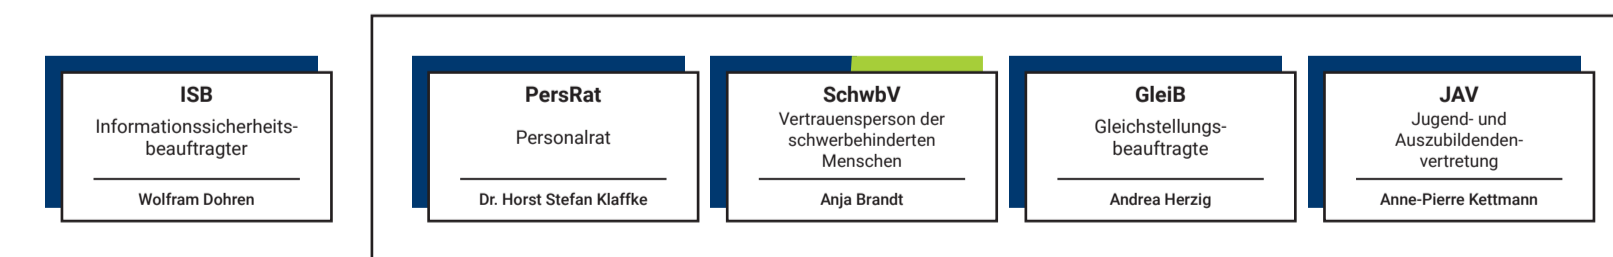 ISB
Informationssicherheits-
beauftragter
Wolfram Dohren
PersRat
Personalrat
Dr. Horst Stefan Klaffke
SchwbV
Vertrauensperson der
schwerbehinderten
Menschen
Anja Brandt
GleiB
Gleichstellungs-
beauftragte
Andrea Herzig
JAV
Jugend- und
Auszubildenden-
vertretung
Anne-Pierre Kettmann